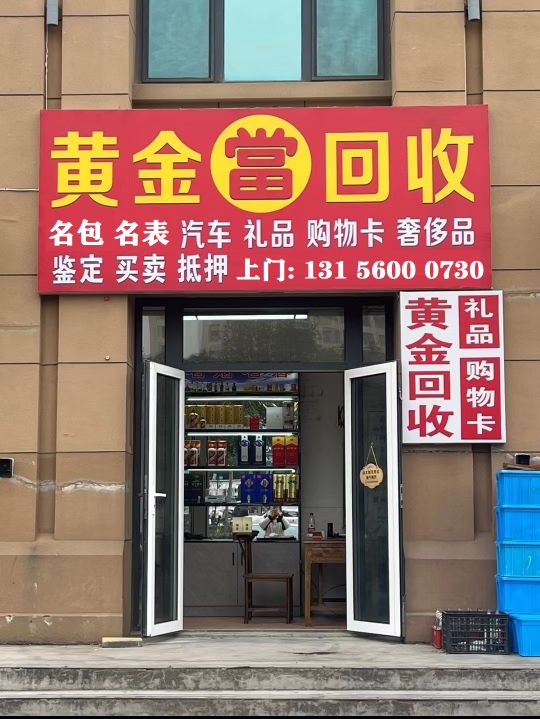 黄金當回收
名包 名表 汽车 礼品 购物卡 奢侈品
鉴定 买卖 抵押 上门: 131 5600 0730
黄金回收
礼品
购物卡